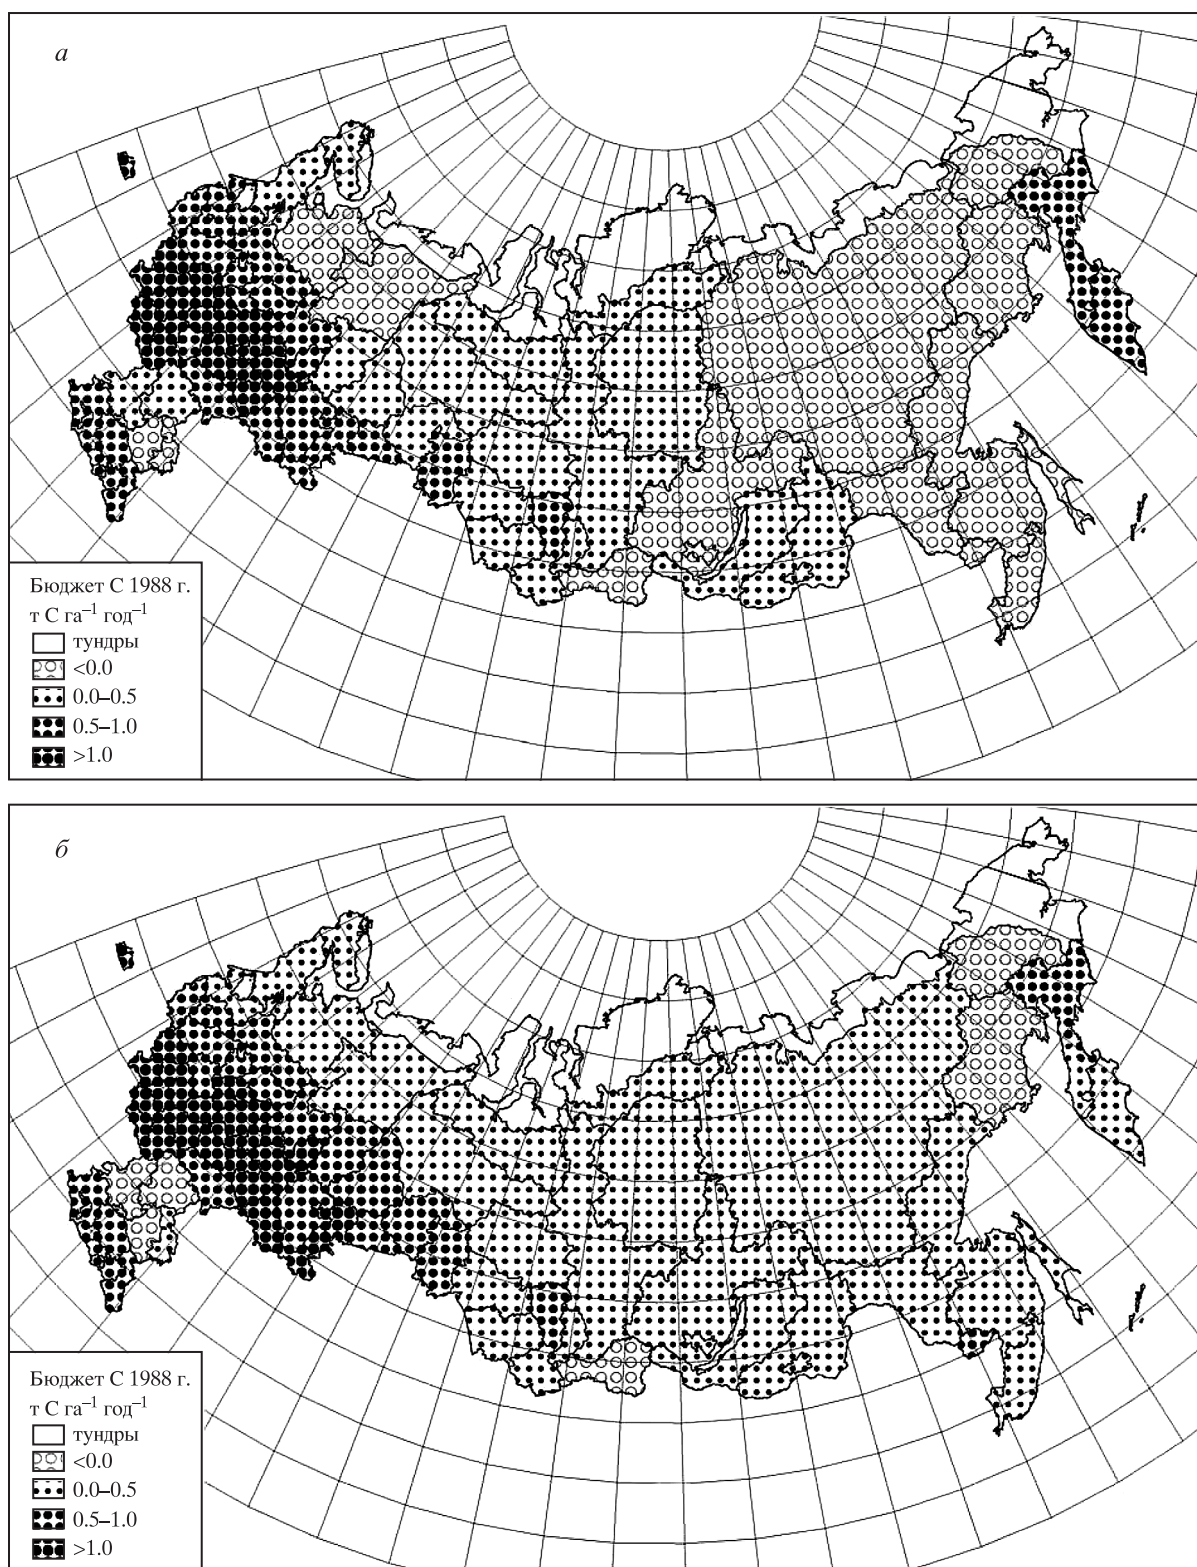 а
Бюджет С 1988 г.
т С га⁻¹ год⁻¹
тундры
<0.0
0.0–0.5
0.5–1.0
>1.0
б
Бюджет С 1988 г.
т С га⁻¹ год⁻¹
тундры
<0.0
0.0–0.5
0.5–1.0
>1.0